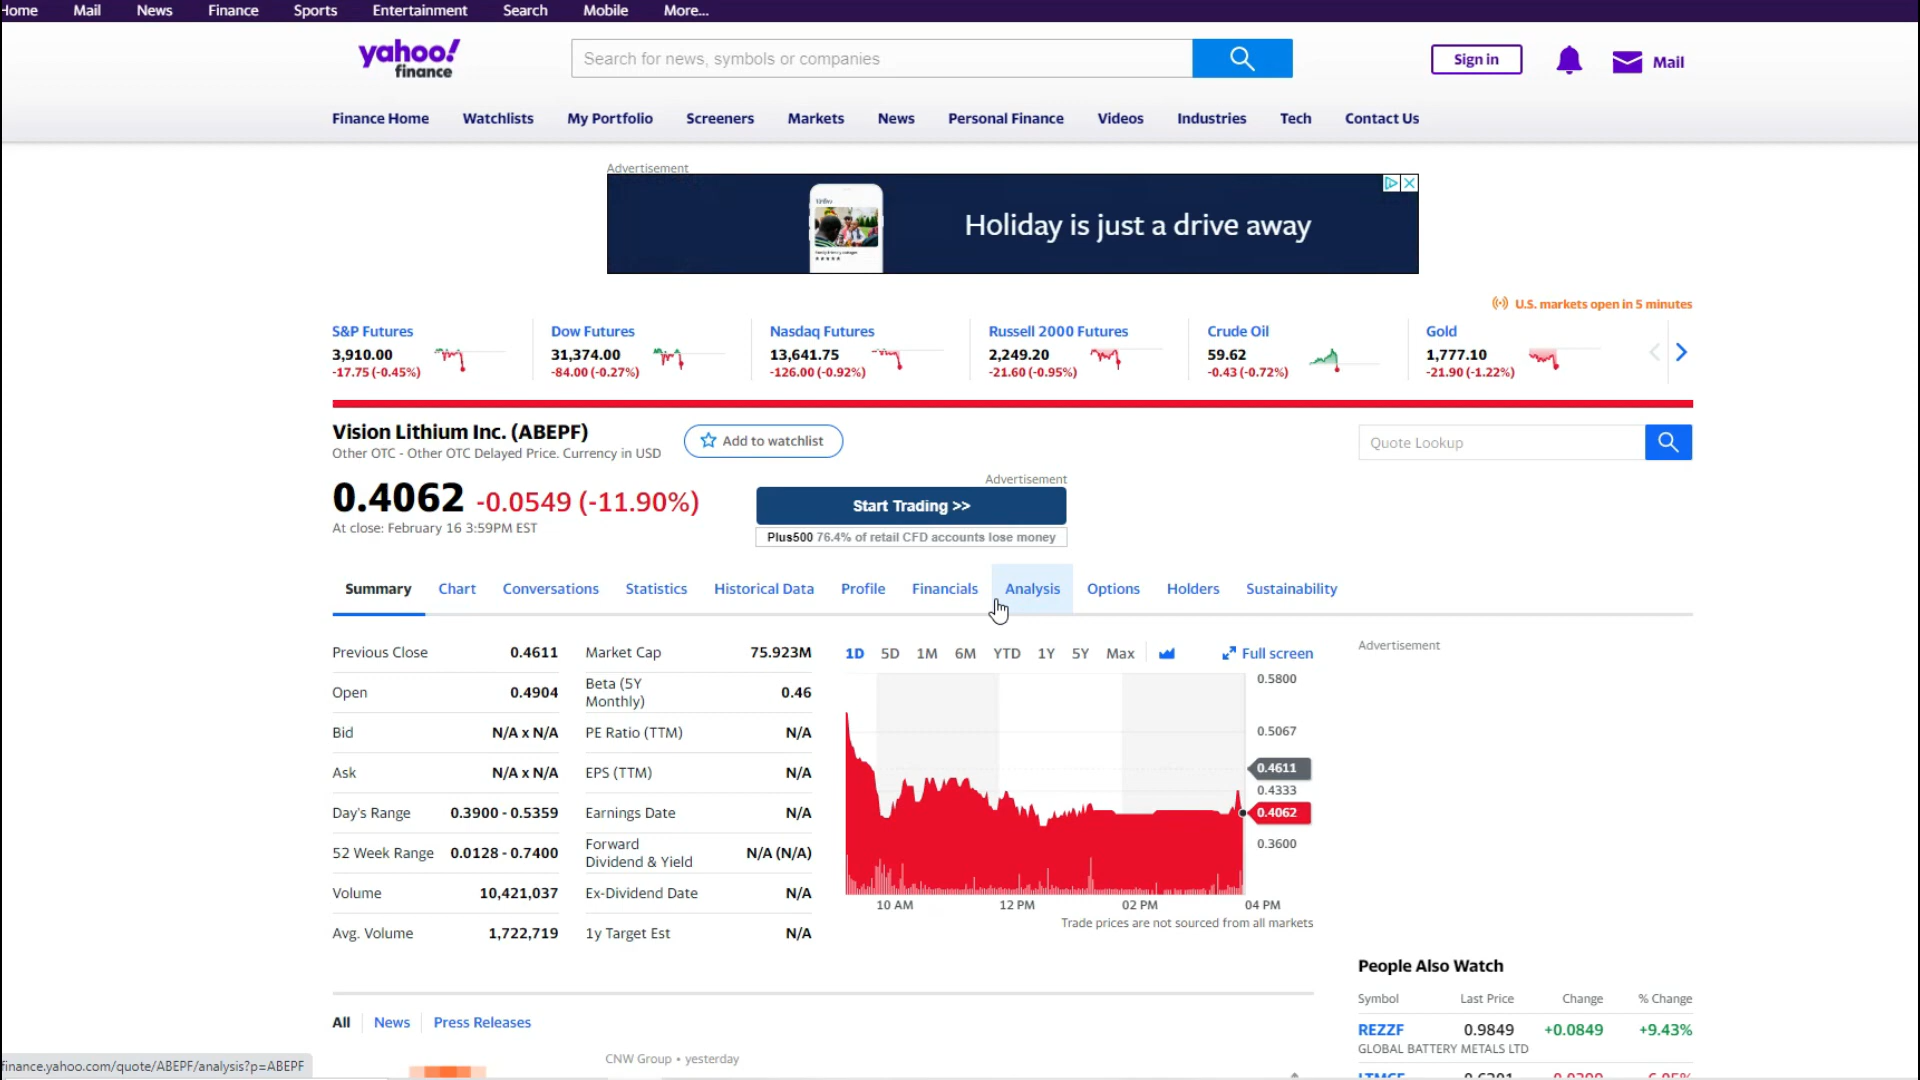 Home Mail News Finance Sports Entertainment Search Mobile More...
yahoo!
finance
Search for news, symbols or companies
Sign in
Mail
Finance Home Watchlists My Portfolio Screeners Markets News Personal Finance Videos Industries Tech Contact Us
Advertisement
Holiday is just a drive away
U.S. markets open in 5 minutes
S&P Futures Dow Futures Nasdaq Futures Russell 2000 Futures Crude Oil Gold
3,910.00 31,374.00 13,641.75 2,249.20 59.62 1,777.10
-17.75 (-0.45%) -84.00 (-0.27%) -126.00 (-0.92%) -21.60 (-0.95%) -0.43 (-0.72%) -21.90 (-1.22%)
Vision Lithium Inc. (ABEPF)
Other OTC - Other OTC Delayed Price. Currency in USD
Add to watchlist
Quote Lookup
0.4062 -0.0549 (-11.90%)
At close: February 16 3:59PM EST
Advertisement
Start Trading >>
Plus500 76.4% of retail CFD accounts lose money
Summary Chart Conversations Statistics Historical Data Profile Financials Analysis Options Holders Sustainability
Previous Close 0.4611
Open 0.4904
Bid N/A x N/A
Ask N/A x N/A
Day's Range 0.3900 - 0.5359
52 Week Range 0.0128 - 0.7400
Volume 10,421,037
Avg. Volume 1,722,719
Market Cap 75.923M
Beta (5Y
Monthly) 0.46
PE Ratio (TTM) N/A
EPS (TTM) N/A
Earnings Date N/A
Forward
Dividend & Yield N/A (N/A)
Ex-Dividend Date N/A
1y Target Est N/A
1D 5D 1M 6M YTD 1Y 5Y Max Full screen
0.5800
0.5067
0.4611
0.4333
0.4062
0.3600
10 AM 12 PM 02 PM 04 PM
Trade prices are not sourced from all markets
Advertisement
People Also Watch
Symbol Last Price Change % Change
REZZF 0.9849 +0.0849 +9.43%
GLOBAL BATTERY METALS LTD
All News Press Releases
CNW Group • yesterday
finance.yahoo.com/quote/ABEPF/analysis?p=ABEPF